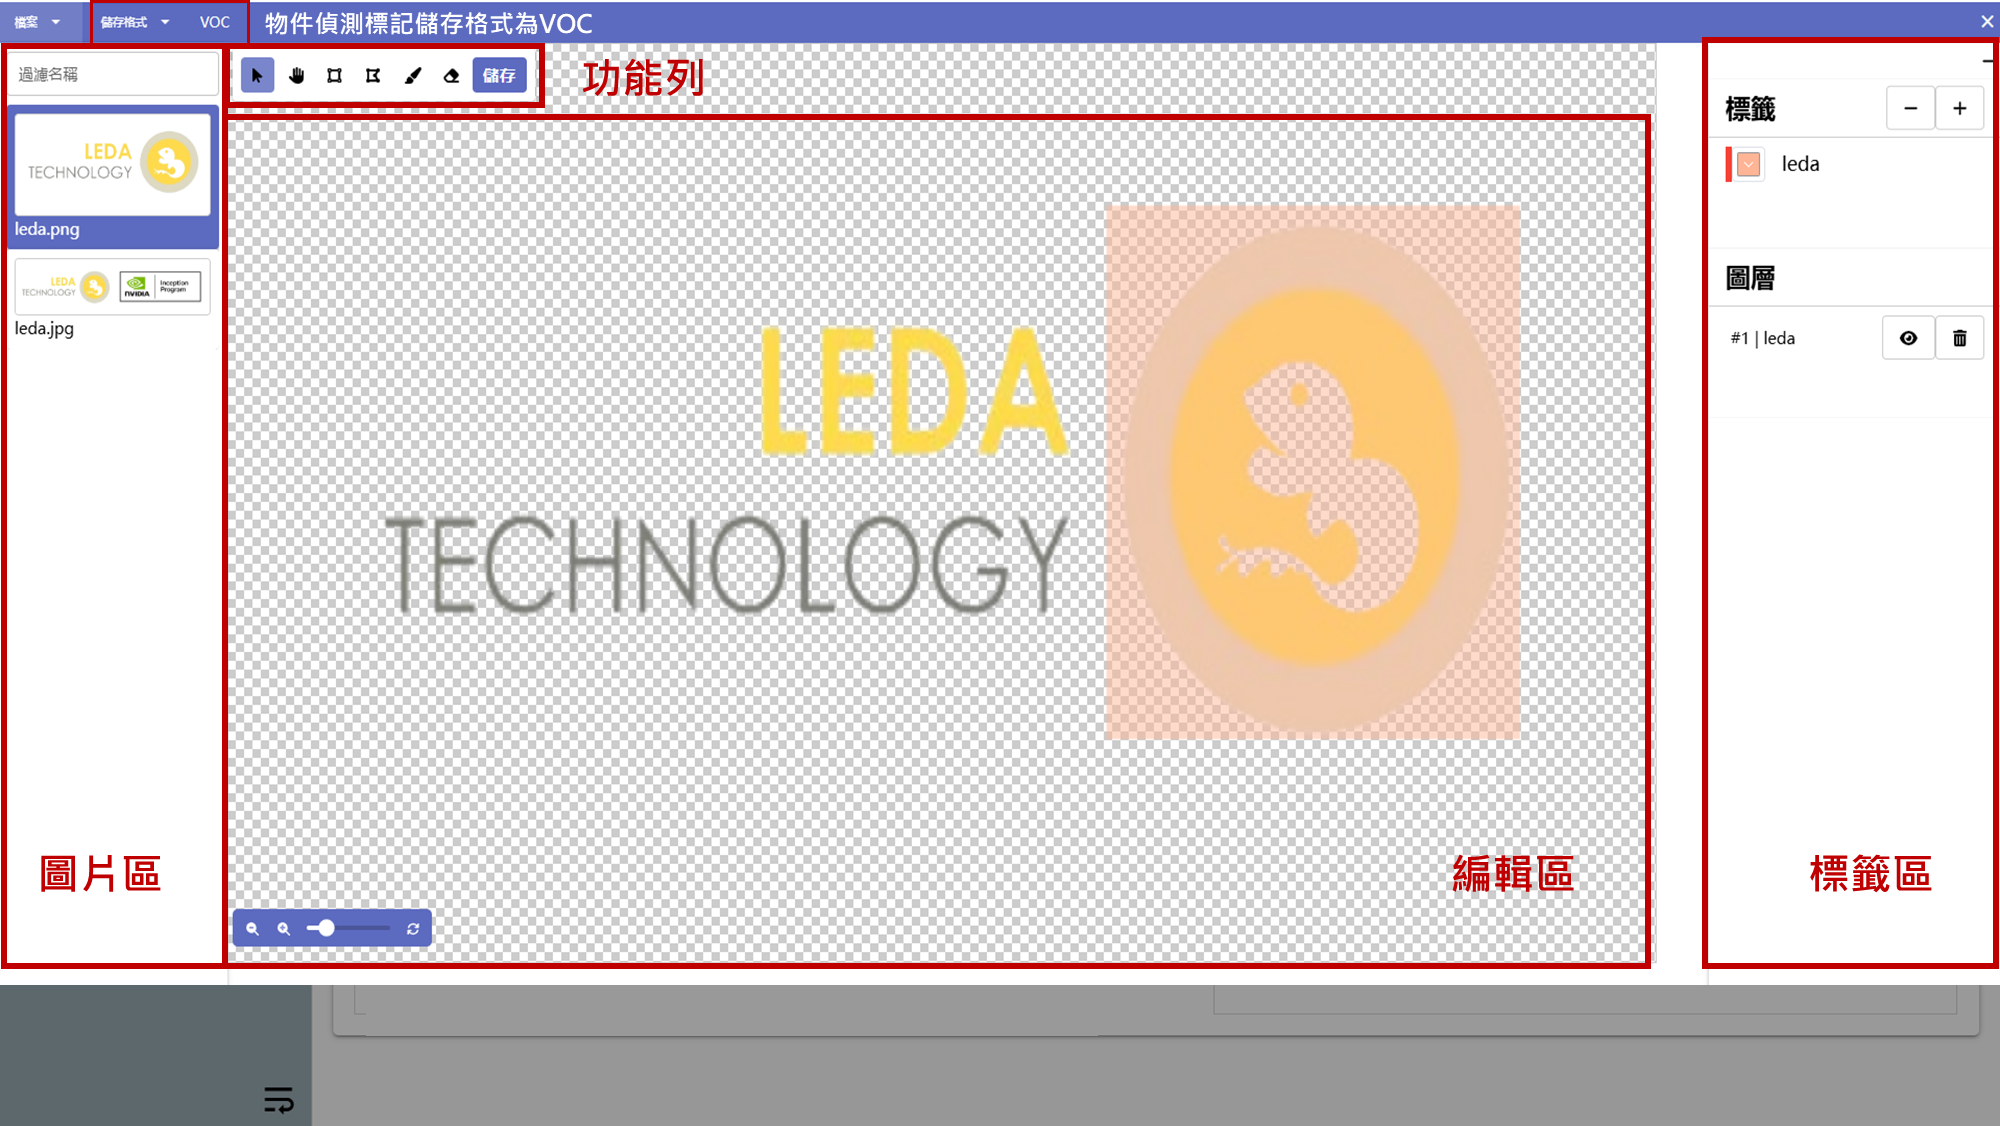 檔案
儲存格式
VOC
物件偵測標記儲存格式為VOC
過濾名稱
儲存
功能列
標籤
leda
圖層
#1 | leda
LEDA
TECHNOLOGY
leda.png
LEDA
TECHNOLOGY
NVIDIA
Inception
Program
leda.jpg
LEDA
TECHNOLOGY
圖片區
編輯區
標籤區